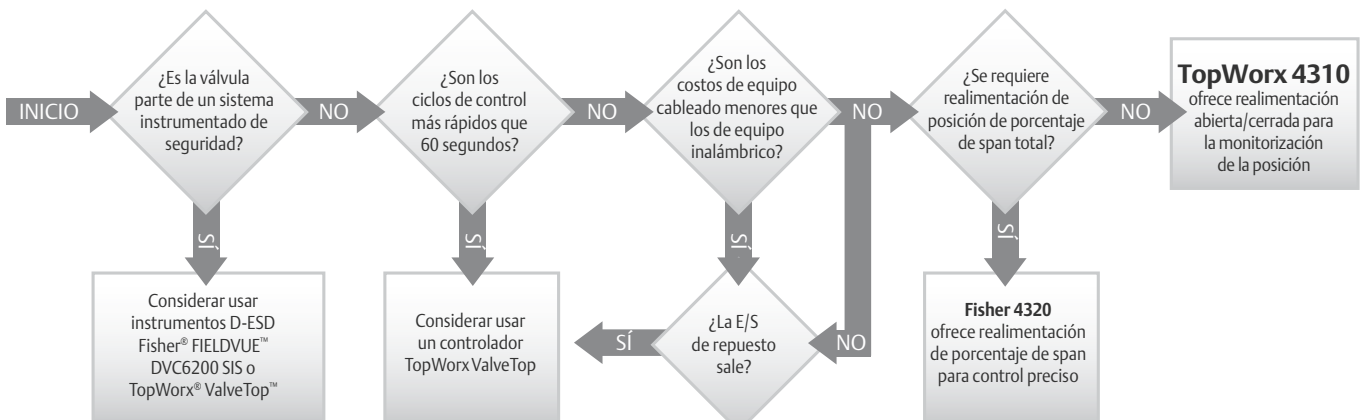 INICIO
¿Es la válvula
parte de un sistema
instrumentado de
seguridad?
NO
¿Son los
ciclos de control
más rápidos que
60 segundos?
NO
¿Son los
costos de equipo
cableado menores que
los de equipo
inalámbrico?
NO
¿Se requiere
realimentación de
posición de porcentaje
de span total?
NO
TopWorx 4310
ofrece realimentación
abierta/cerrada para
la monitorización
de la posición
SÍ
SÍ
SÍ
SÍ
Considerar usar
instrumentos D-ESD
Fisher® FIELDVUE™
DVC6200 SIS o
TopWorx® ValveTop™
Considerar usar
un controlador
TopWorx ValveTop
SÍ
¿La E/S
de repuesto
sale?
NO
Fisher 4320
ofrece realimentación
de porcentaje de span
para control preciso